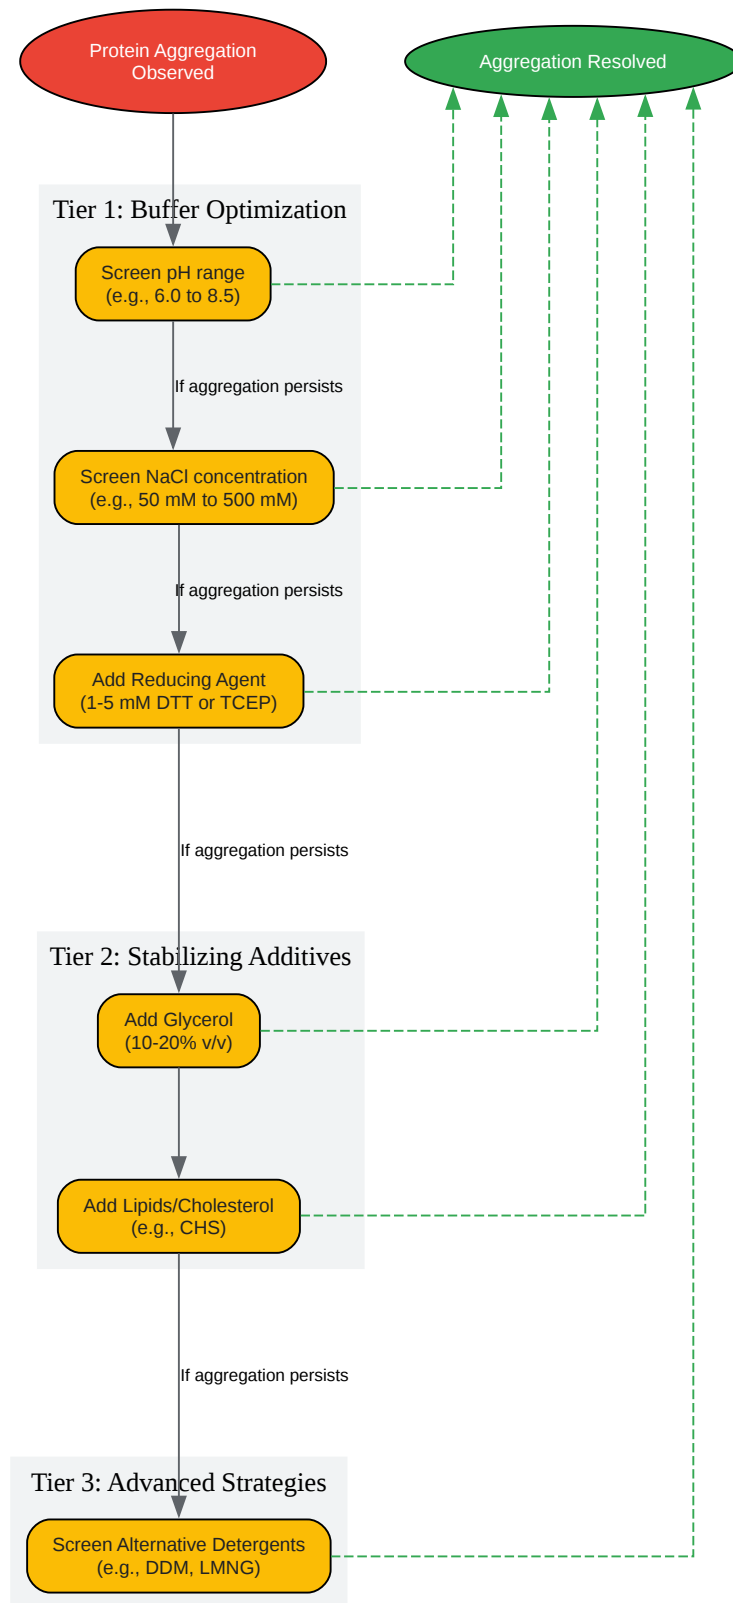 Protein Aggregation
Observed
Aggregation Resolved
Tier 1: Buffer Optimization
Screen pH range
(e.g., 6.0 to 8.5)
If aggregation persists
Screen NaCl concentration
(e.g., 50 mM to 500 mM)
If aggregation persists
Add Reducing Agent
(1-5 mM DTT or TCEP)
If aggregation persists
Tier 2: Stabilizing Additives
Add Glycerol
(10-20% v/v)
Add Lipids/Cholesterol
(e.g., CHS)
If aggregation persists
Tier 3: Advanced Strategies
Screen Alternative Detergents
(e.g., DDM, LMNG)